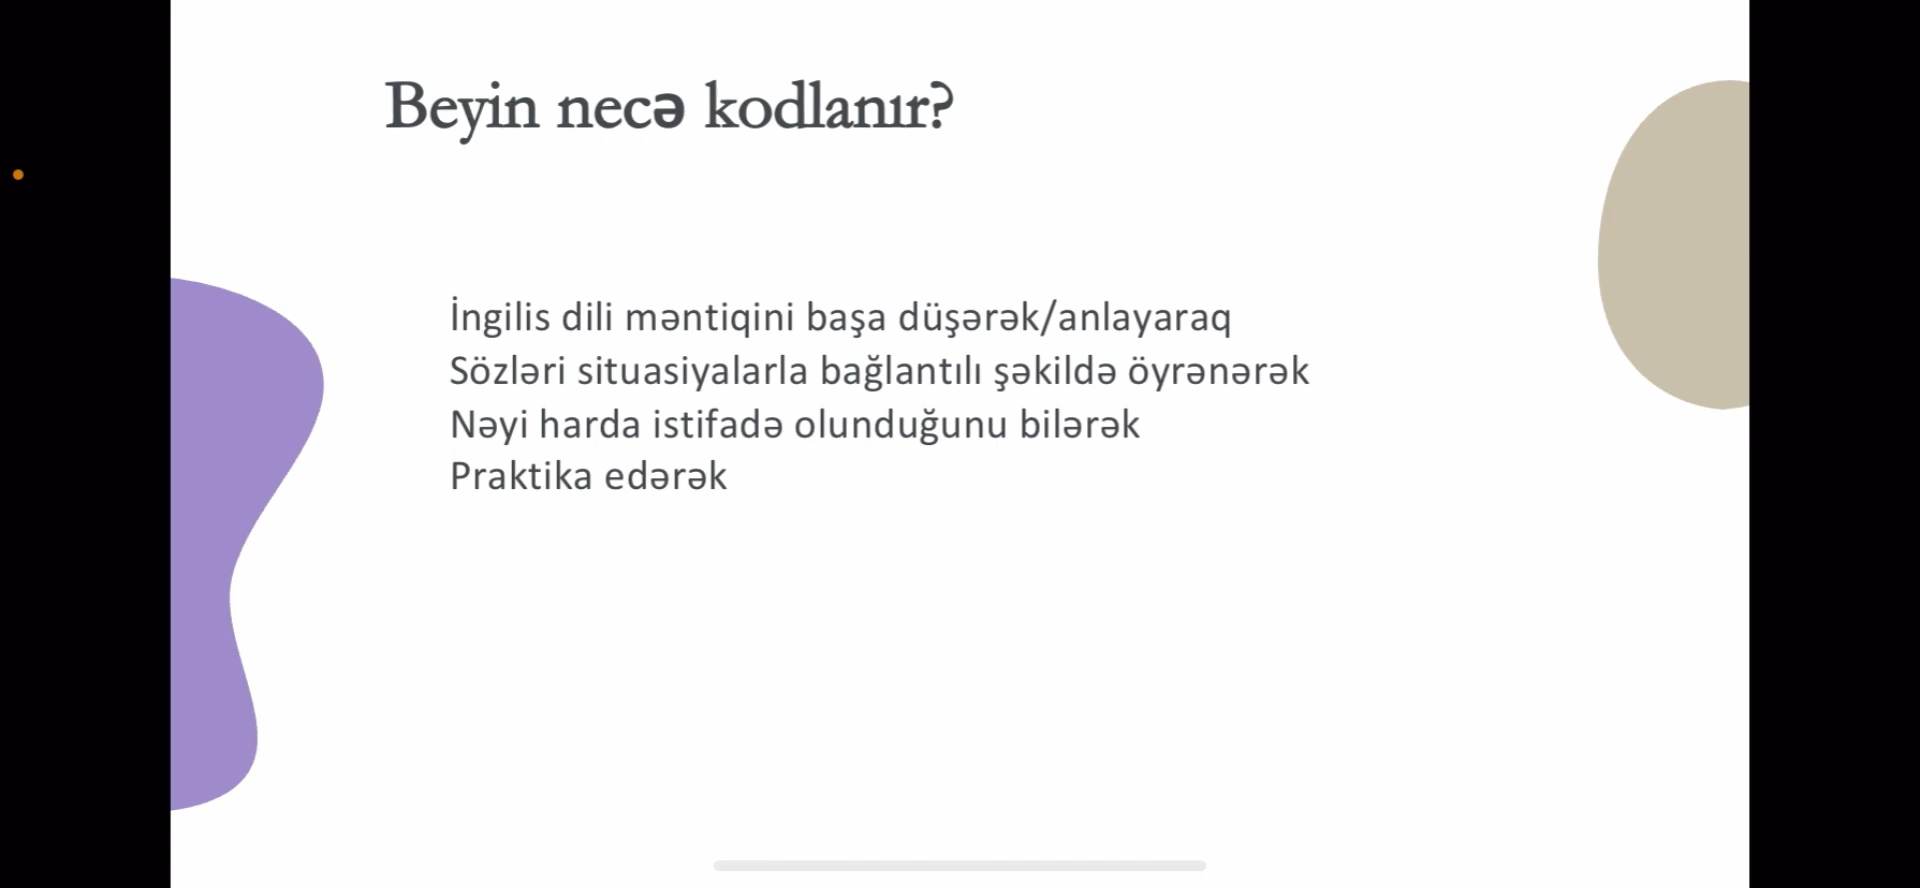 Beyin necə kodlanır?
İngilis dili məntiqini başa düşərək/anlayaraq
Sözləri situasiyalarla bağlantılı şəkildə öyrənərək
Nəyi harda istifadə olunduğunu bilərək
Praktika edərək